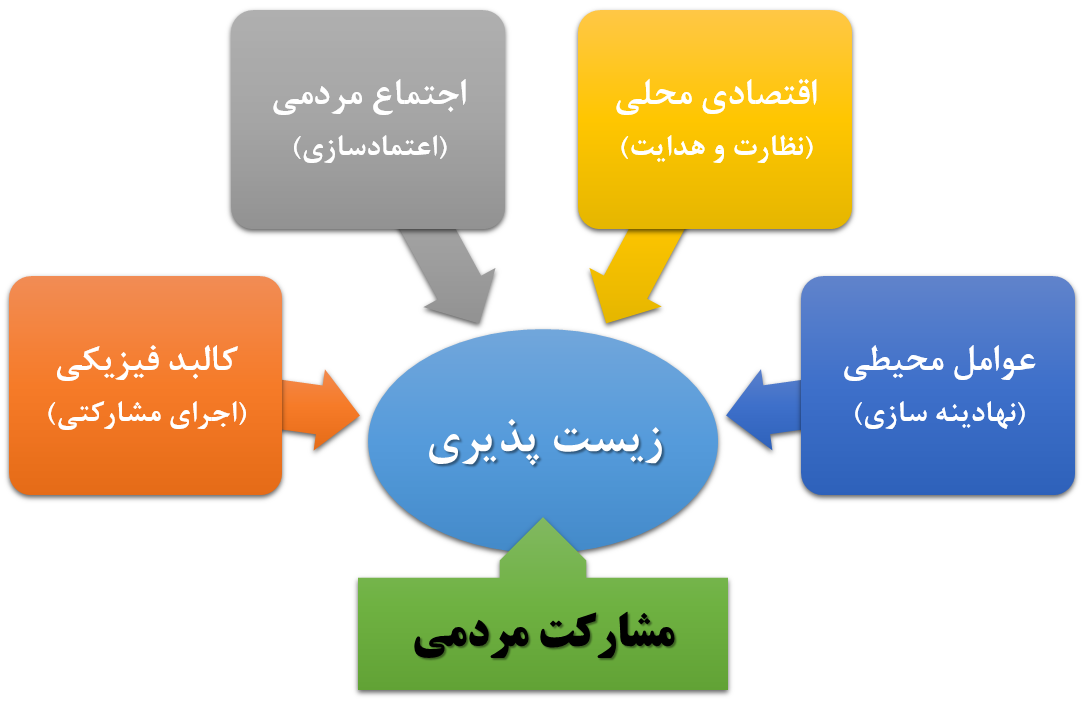 اقتصادی محلی
(نظارت و هدایت)
اجتماع مردمی
(اعتمادسازی)
عوامل محیطی
(نهادینه سازی)
کالبد فیزیکی
(اجرای مشارکتی)
زیست پذیری
مشارکت مردمی